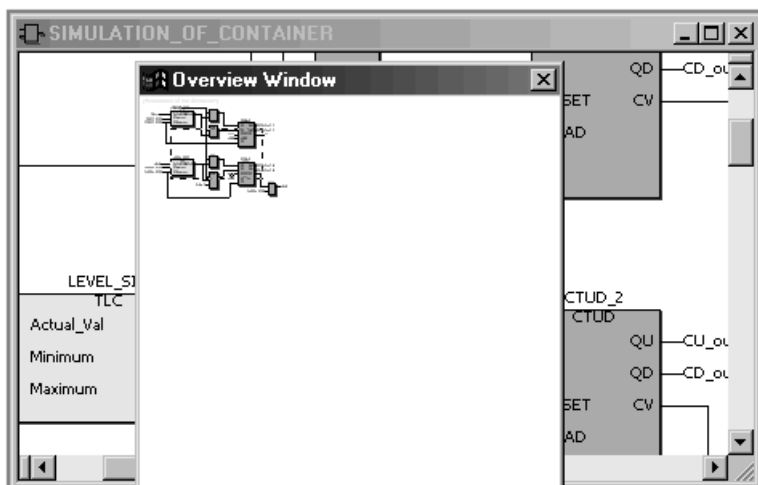 SIMULATION_OF_CONTAINER
Overview Window
QD
CD_ou
SET
CV
AD
LEVEL_SI
TLC
Actual_Val
Minimum
Maximum
CTUD_2
CTUD
QU
CU_ou
QD
CD_ou
SET
CV
AD